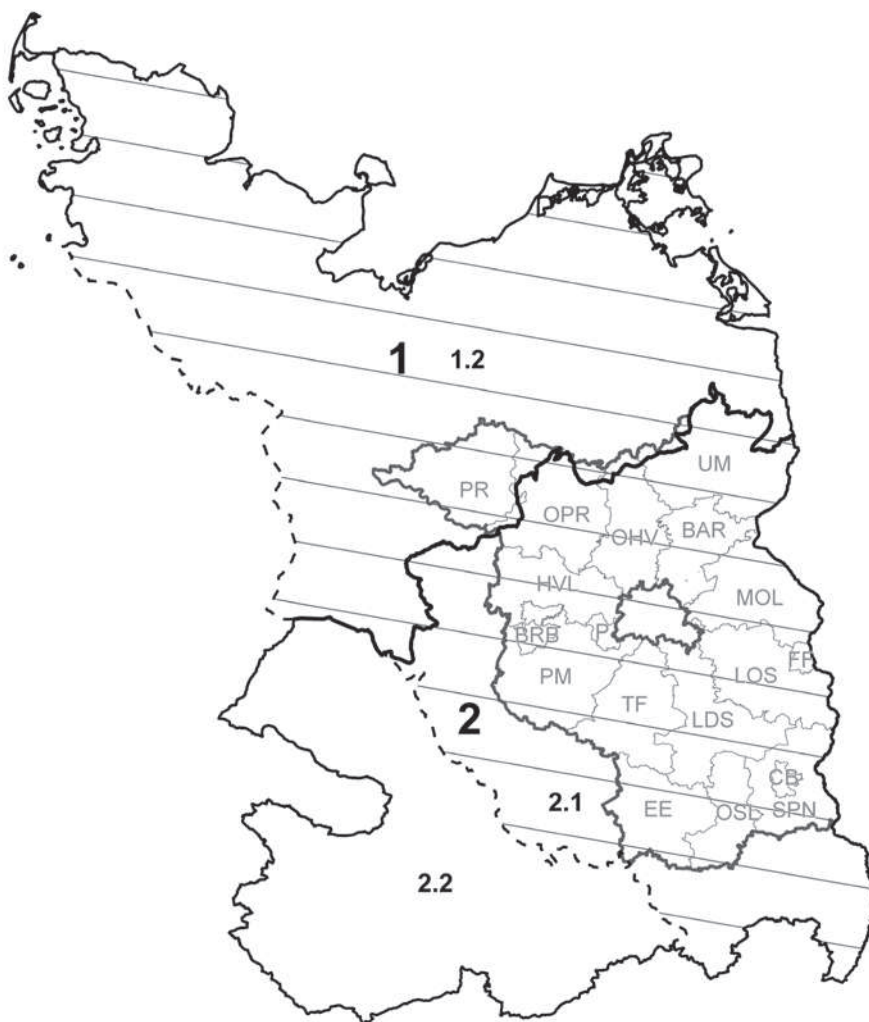 1 1.2
UM
PR
OPR
OHV
BAR
HVL
MOL
BRB
P
FF
LOS
PM
TF
LDS
2
CB
2.1
EE
OSL
SPN
2.2